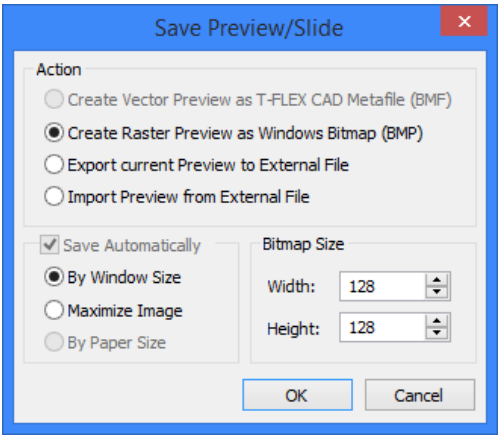 Save Preview/Slide
Action
Create Vector Preview as T-FLEX CAD Metafile (BMF)
Create Raster Preview as Windows Bitmap (BMP)
Export current Preview to External File
Import Preview from External File
Save Automatically
By Window Size
Maximize Image
By Paper Size
Bitmap Size
Width: 128
Height: 128
OK
Cancel